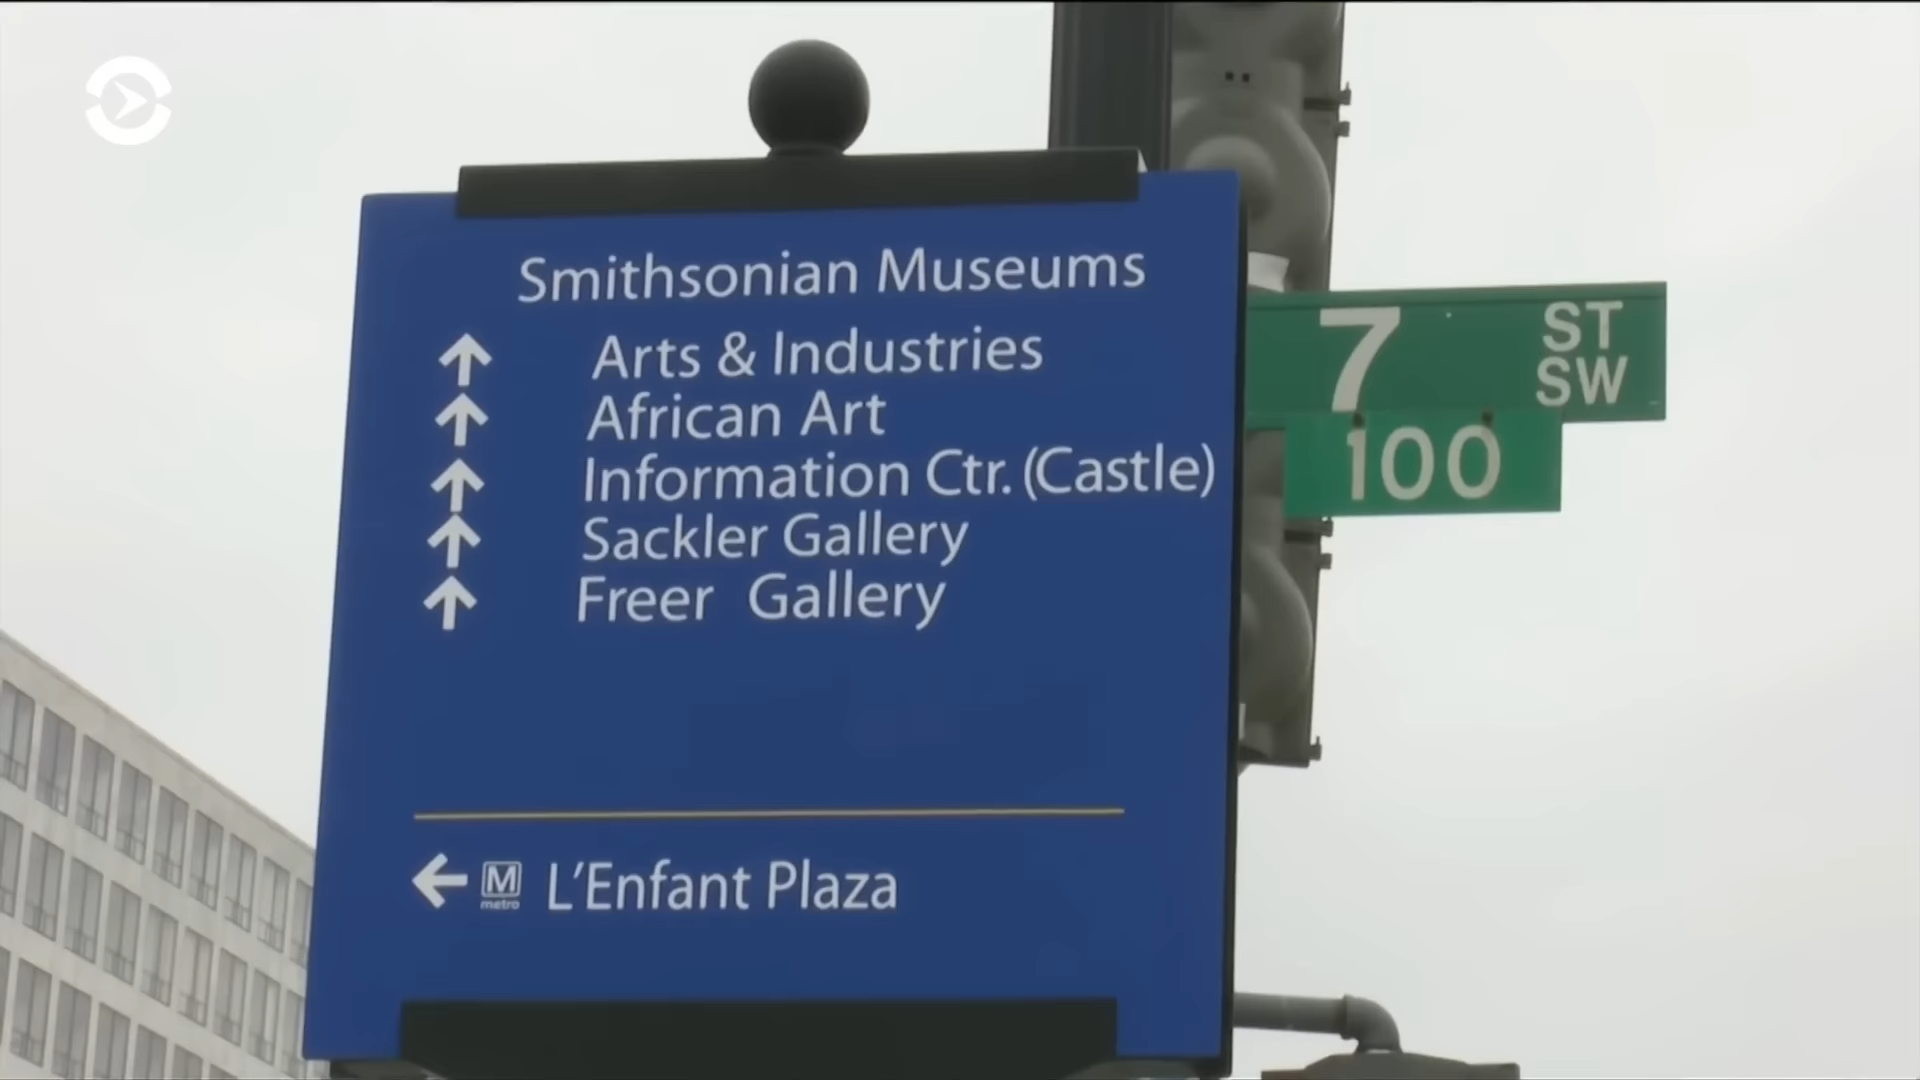 Smithsonian Museums
Arts & Industries
African Art
Information Ctr. (Castle)
Sackler Gallery
Freer Gallery
M
metro
L'Enfant Plaza
7 ST SW
100